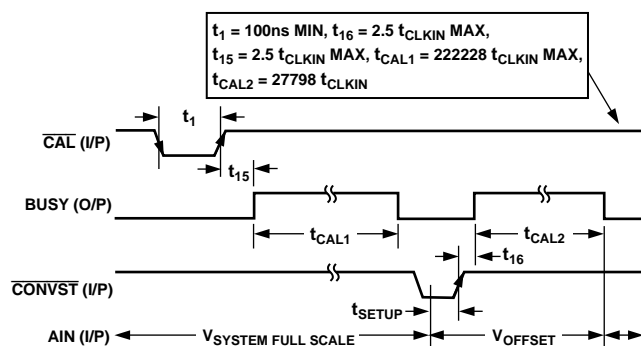 t1 = 100ns MIN, t16 = 2.5 tCLKIN MAX,
t15 = 2.5 tCLKIN MAX, tCAL1 = 222228 tCLKIN MAX,
tCAL2 = 27798 tCLKIN
t1
CAL (I/P)
t15
BUSY (O/P)
tCAL1
tCAL2
t16
CONVST (I/P)
tSETUP
AIN (I/P)
VSYSTEM FULL SCALE
VOFFSET